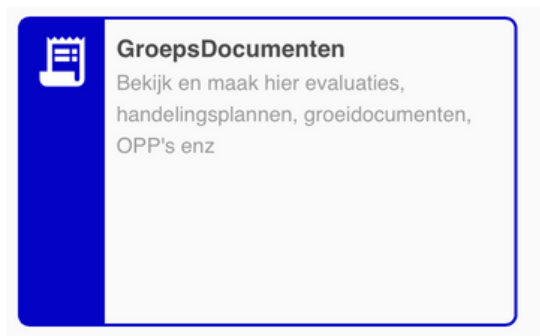 GroepsDocumenten
Bekijk en maak hier evaluaties,
handelingsplannen, groeidocumenten,
OPP's enz